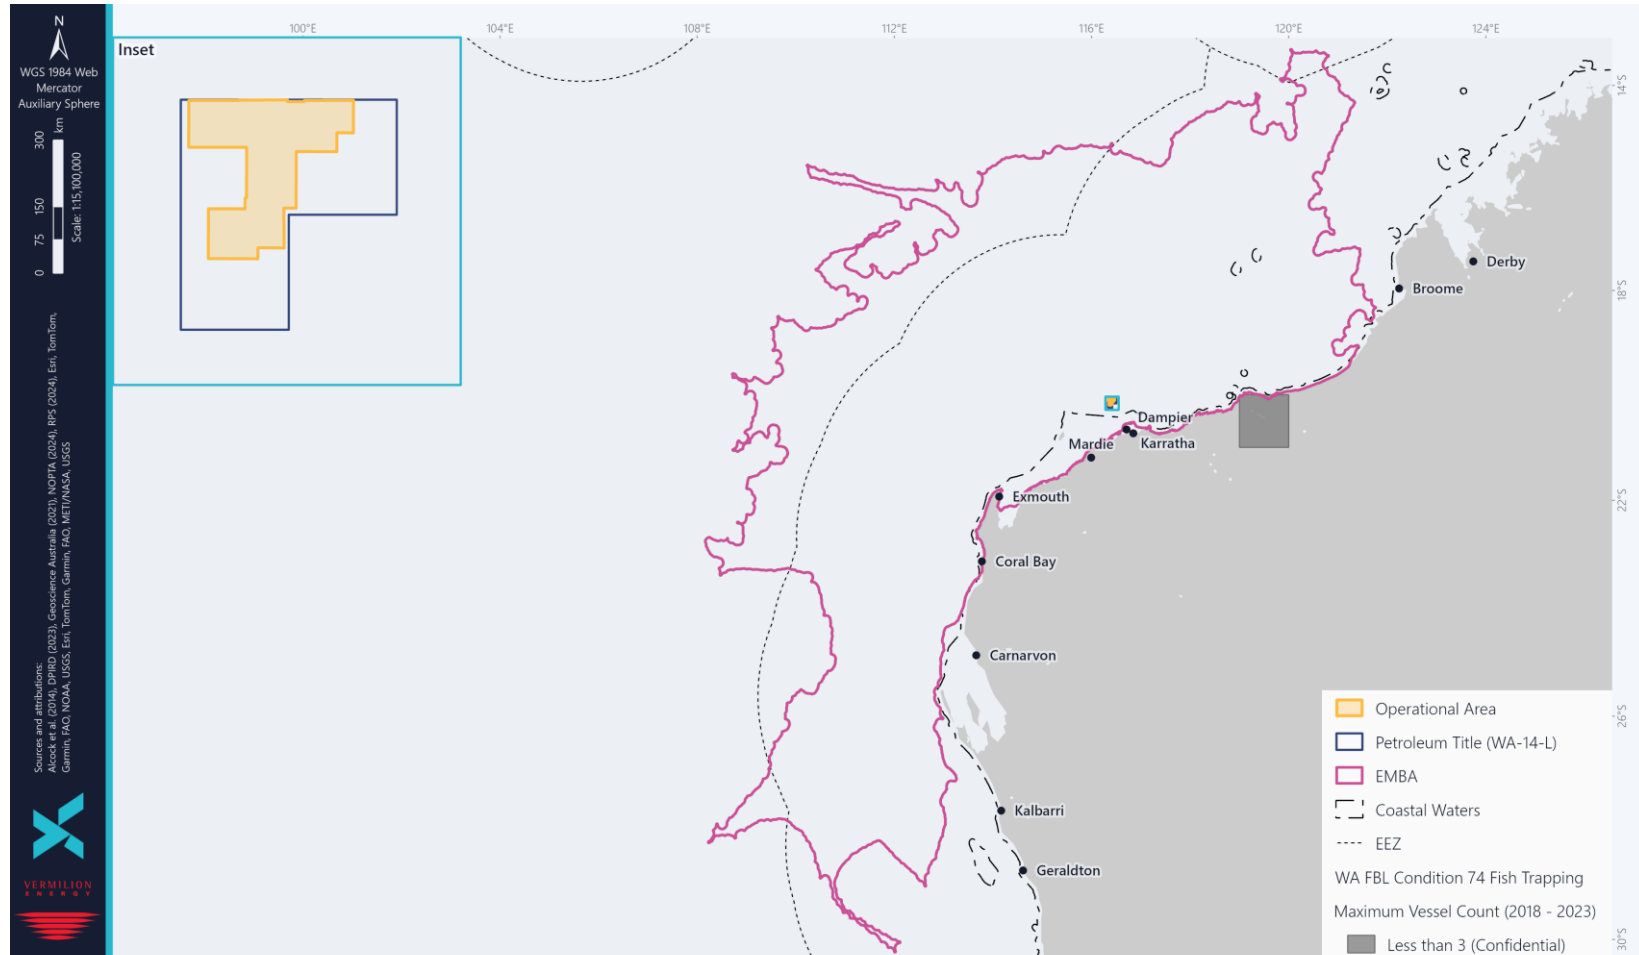 N
WGS 1984 Web
Mercator
Auxiliary Sphere
km
300
150
75
0
Scale: 1:15,100,000
Sources and attributions:
Alcock et al. (2014), DPIRD (2023), Geoscience Australia (2021), NOPTA (2024), RPS (2024), Esri, TomTom,
Garmin, FAO, NOAA, USGS, Esri, TomTom, Garmin, FAO, METI/NASA, USGS
VERMILION
ENERGY
100°E
104°E
108°E
112°E
116°E
120°E
124°E
Inset
14°S
18°S
22°S
26°S
30°S
Derby
Broome
Dampier
Mardie
Karratha
Exmouth
Coral Bay
Carnarvon
Kalbarri
Geraldton
Operational Area
Petroleum Title (WA-14-L)
EMBA
Coastal Waters
EEZ
WA FBL Condition 74 Fish Trapping
Maximum Vessel Count (2018 - 2023)
Less than 3 (Confidential)